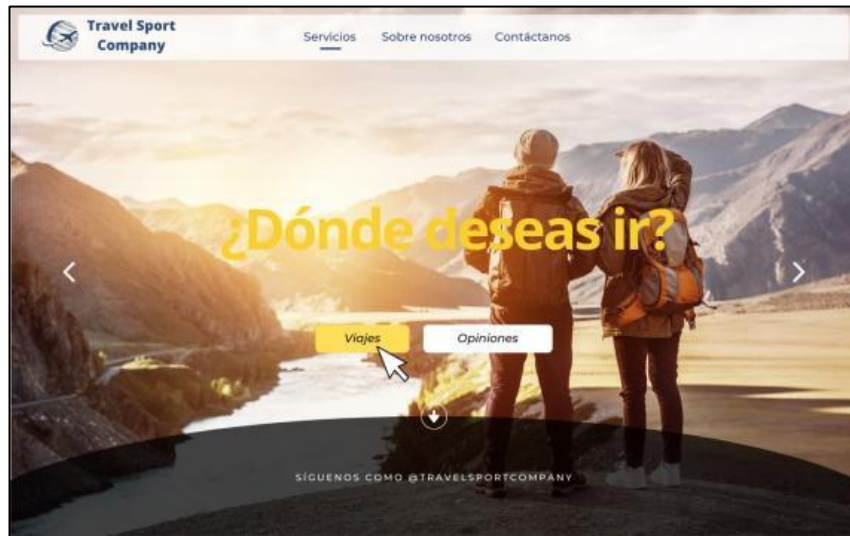 Travel Sport
Company
Servicios Sobre nosotros Contáctanos
¿Dónde deseas ir?
Viajes Opiniones
SÍGUENOS COMO @TRAVELSPORTCOMPANY